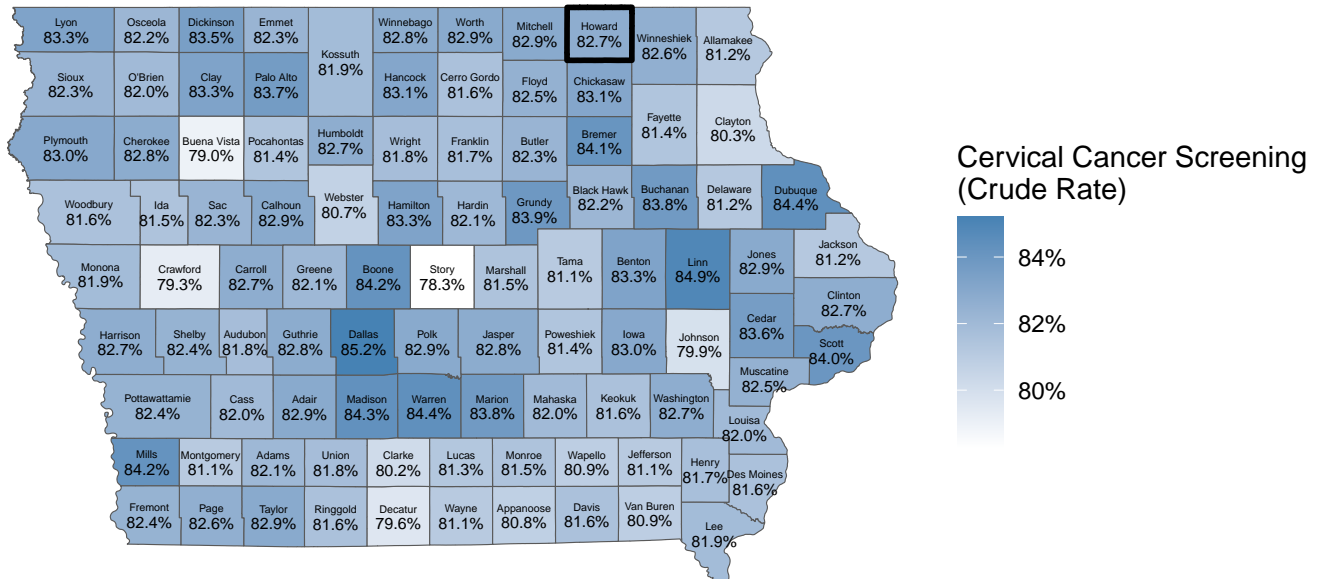 Lyon
83.3%
Osceola
82.2%
Dickinson
83.5%
Emmet
82.3%
Kossuth
81.9%
Winnebago
82.8%
Worth
82.9%
Mitchell
82.9%
Howard
82.7%
Winneshiek
82.6%
Allamakee
81.2%
Sioux
82.3%
O'Brien
82.0%
Clay
83.3%
Palo Alto
83.7%
Hancock
83.1%
Cerro Gordo
81.6%
Floyd
82.5%
Chickasaw
83.1%
Fayette
81.4%
Clayton
80.3%
Plymouth
83.0%
Cherokee
82.8%
Buena Vista
79.0%
Pocahontas
81.4%
Humboldt
82.7%
Wright
81.8%
Franklin
81.7%
Butler
82.3%
Bremer
84.1%
Woodbury
81.6%
Ida
81.5%
Sac
82.3%
Calhoun
82.9%
Webster
80.7%
Hamilton
83.3%
Hardin
82.1%
Grundy
83.9%
Black Hawk
82.2%
Buchanan
83.8%
Delaware
81.2%
Dubuque
84.4%
Monona
81.9%
Crawford
79.3%
Carroll
82.7%
Greene
82.1%
Boone
84.2%
Story
78.3%
Marshall
81.5%
Tama
81.1%
Benton
83.3%
Linn
84.9%
Jones
82.9%
Jackson
81.2%
Clinton
82.7%
Harrison
82.7%
Shelby
82.4%
Audubon
81.8%
Guthrie
82.8%
Dallas
85.2%
Polk
82.9%
Jasper
82.8%
Poweshiek
81.4%
Iowa
83.0%
Johnson
79.9%
Cedar
83.6%
Scott
84.0%
Muscatine
82.5%
Pottawattamie
82.4%
Cass
82.0%
Adair
82.9%
Madison
84.3%
Warren
84.4%
Marion
83.8%
Mahaska
82.0%
Keokuk
81.6%
Washington
82.7%
Louisa
82.0%
Mills
84.2%
Montgomery
81.1%
Adams
82.1%
Union
81.8%
Clarke
80.2%
Lucas
81.3%
Monroe
81.5%
Wapello
80.9%
Jefferson
81.1%
Henry
81.7%
Des Moines
81.6%
Fremont
82.4%
Page
82.6%
Taylor
82.9%
Ringgold
81.6%
Decatur
79.6%
Wayne
81.1%
Appanoose
80.8%
Davis
81.6%
Van Buren
80.9%
Lee
81.9%
Cervical Cancer Screening
(Crude Rate)
84%
82%
80%